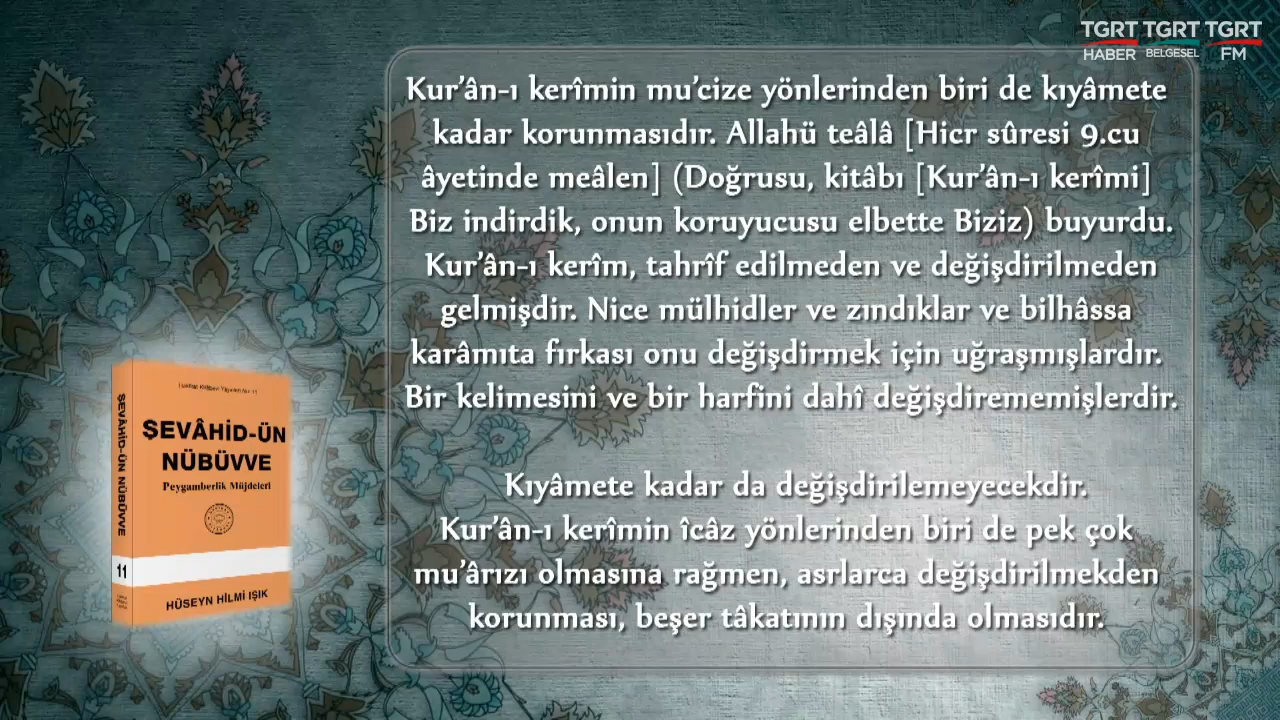 TGRT TGRT TGRT
HABER BELGESEL FM
Kur'ân-ı kerîmin mu'cize yönlerinden biri de kıyâmete
kadar korunmasıdır. Allahü teâlâ [Hicr sûresi 9.cu
âyetinde meâlen] (Doğrusu, kitâbı [Kur'ân-ı kerîmi]
Biz indirdik, onun koruyucusu elbette Biziz) buyurdu.
Kur'ân-ı kerîm, tahrîf edilmeden ve değişdirilmeden
gelmişdir. Nice mülhidler ve zındıklar ve bilhâssa
karâmıta fırkası onu değişdirmek için uğraşmışlardır.
Bir kelimesini ve bir harfini dahî değişdirememişlerdir.
Kıyâmete kadar da değişdirilemeyecekdir.
Kur'ân-ı kerîmin îcâz yönlerinden biri de pek çok
mu'ârızı olmasına rağmen, asrlarca değişdirilmekden
korunması, beşer tâkatının dışında olmasıdır.
ŞEVÂHİD-ÜN
NÜBÜVVE
Peygamberlik Müjdeleri
HÜSEYN HİLMİ IŞIK
ŞEVÂHİD-ÜN NÜBÜVVE
11